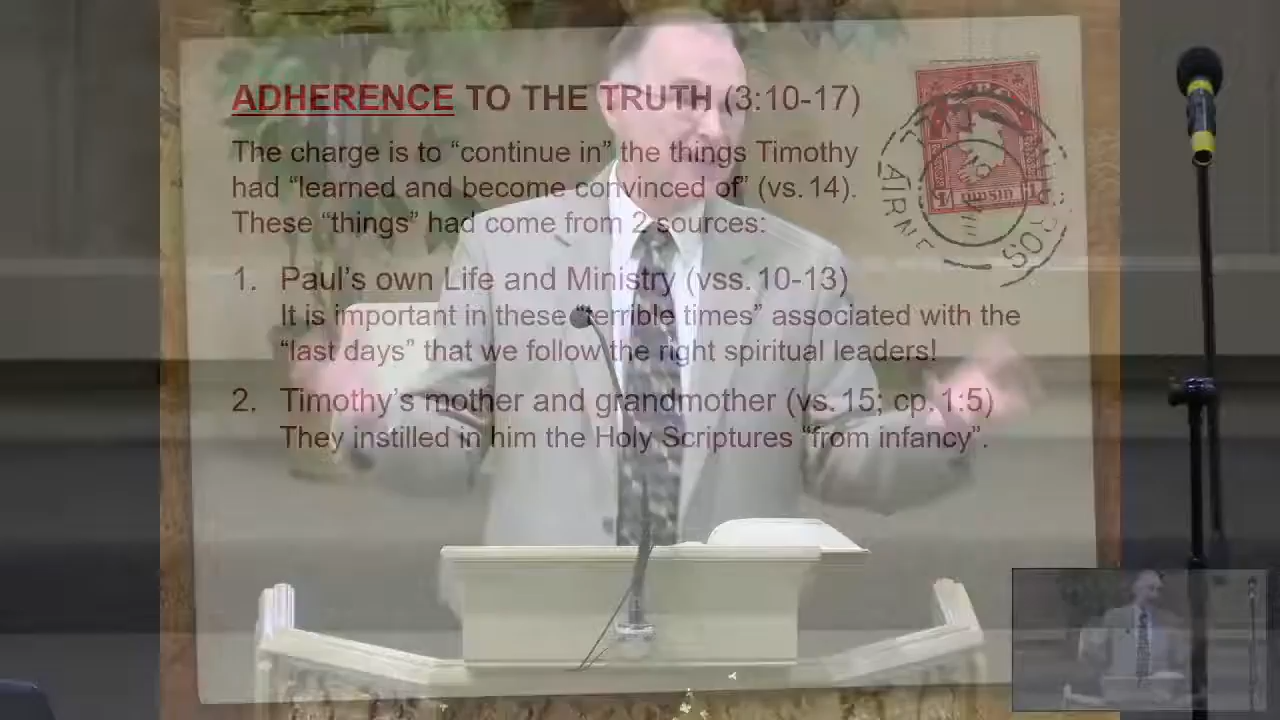 ADHERENCE TO THE TRUTH (3:10-17)
The charge is to “continue in” the things Timothy
had “learned and become convinced of” (vs. 14).
These “things” had come from 2 sources:
1. Paul’s own Life and Ministry (vss. 10-13)
It is important in these “terrible times” associated with the
“last days” that we follow the right spiritual leaders!
2. Timothy’s mother and grandmother (vs. 15; cp. 1:5)
They instilled in him the Holy Scriptures “from infancy”.